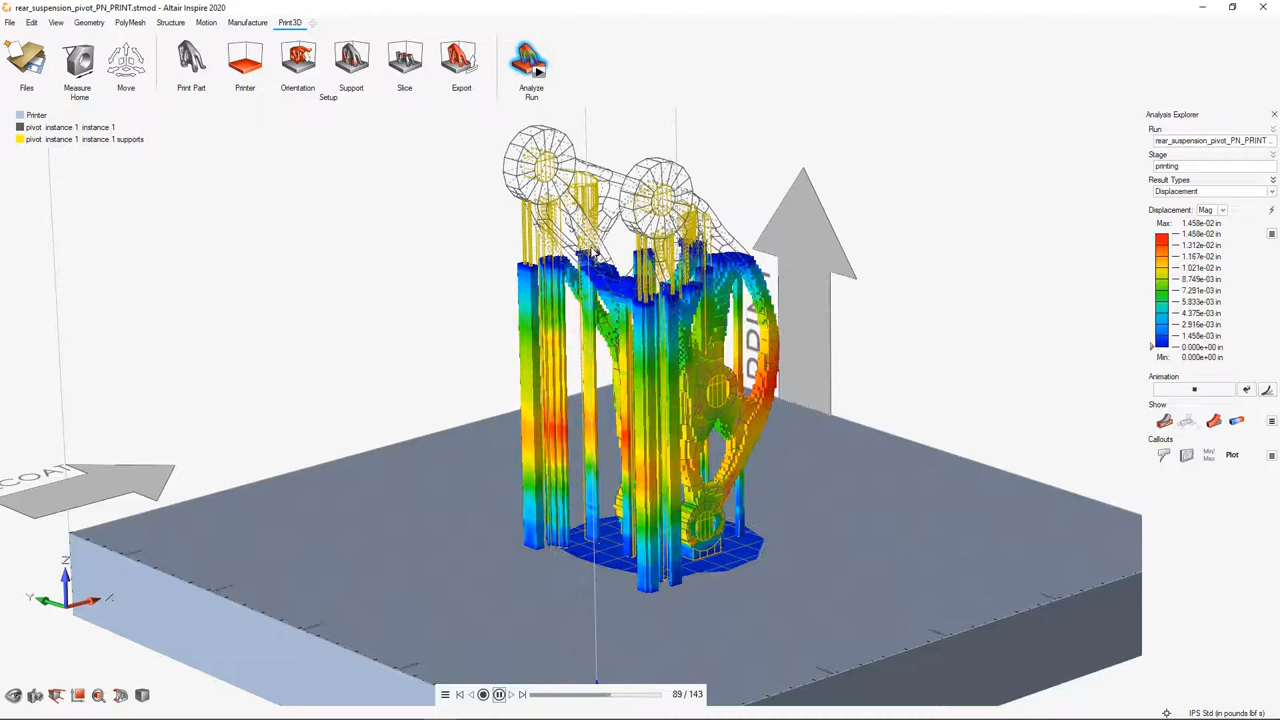 rear_suspension_pivot_PN_PRINT.stmod - Altair Inspire 2020
File Edit View Geometry PolyMesh Structure Motion Manufacture Print3D
Files Measure Move Print Part Printer Orientation Support Slice Export Analyze
Home Setup Run
Printer
pivot instance 1 instance 1
pivot instance 1 instance 1 supports
Analysis Explorer
Run
rear_suspension_pivot_PN_PRINT ...
Stage
printing
Result Types
Displacement
Displacement: Mag
Max: 1.458e-02 in
1.458e-02 in
1.312e-02 in
1.167e-02 in
1.021e-02 in
8.749e-03 in
7.291e-03 in
5.833e-03 in
4.375e-03 in
2.916e-03 in
1.458e-03 in
0.000e+00 in
Min: 0.000e+00 in
Animation
Show
Callouts
Min/
Max
Plot
COAT
Z
Y
X
89 / 143
IPS Std (in pounds lbf s)